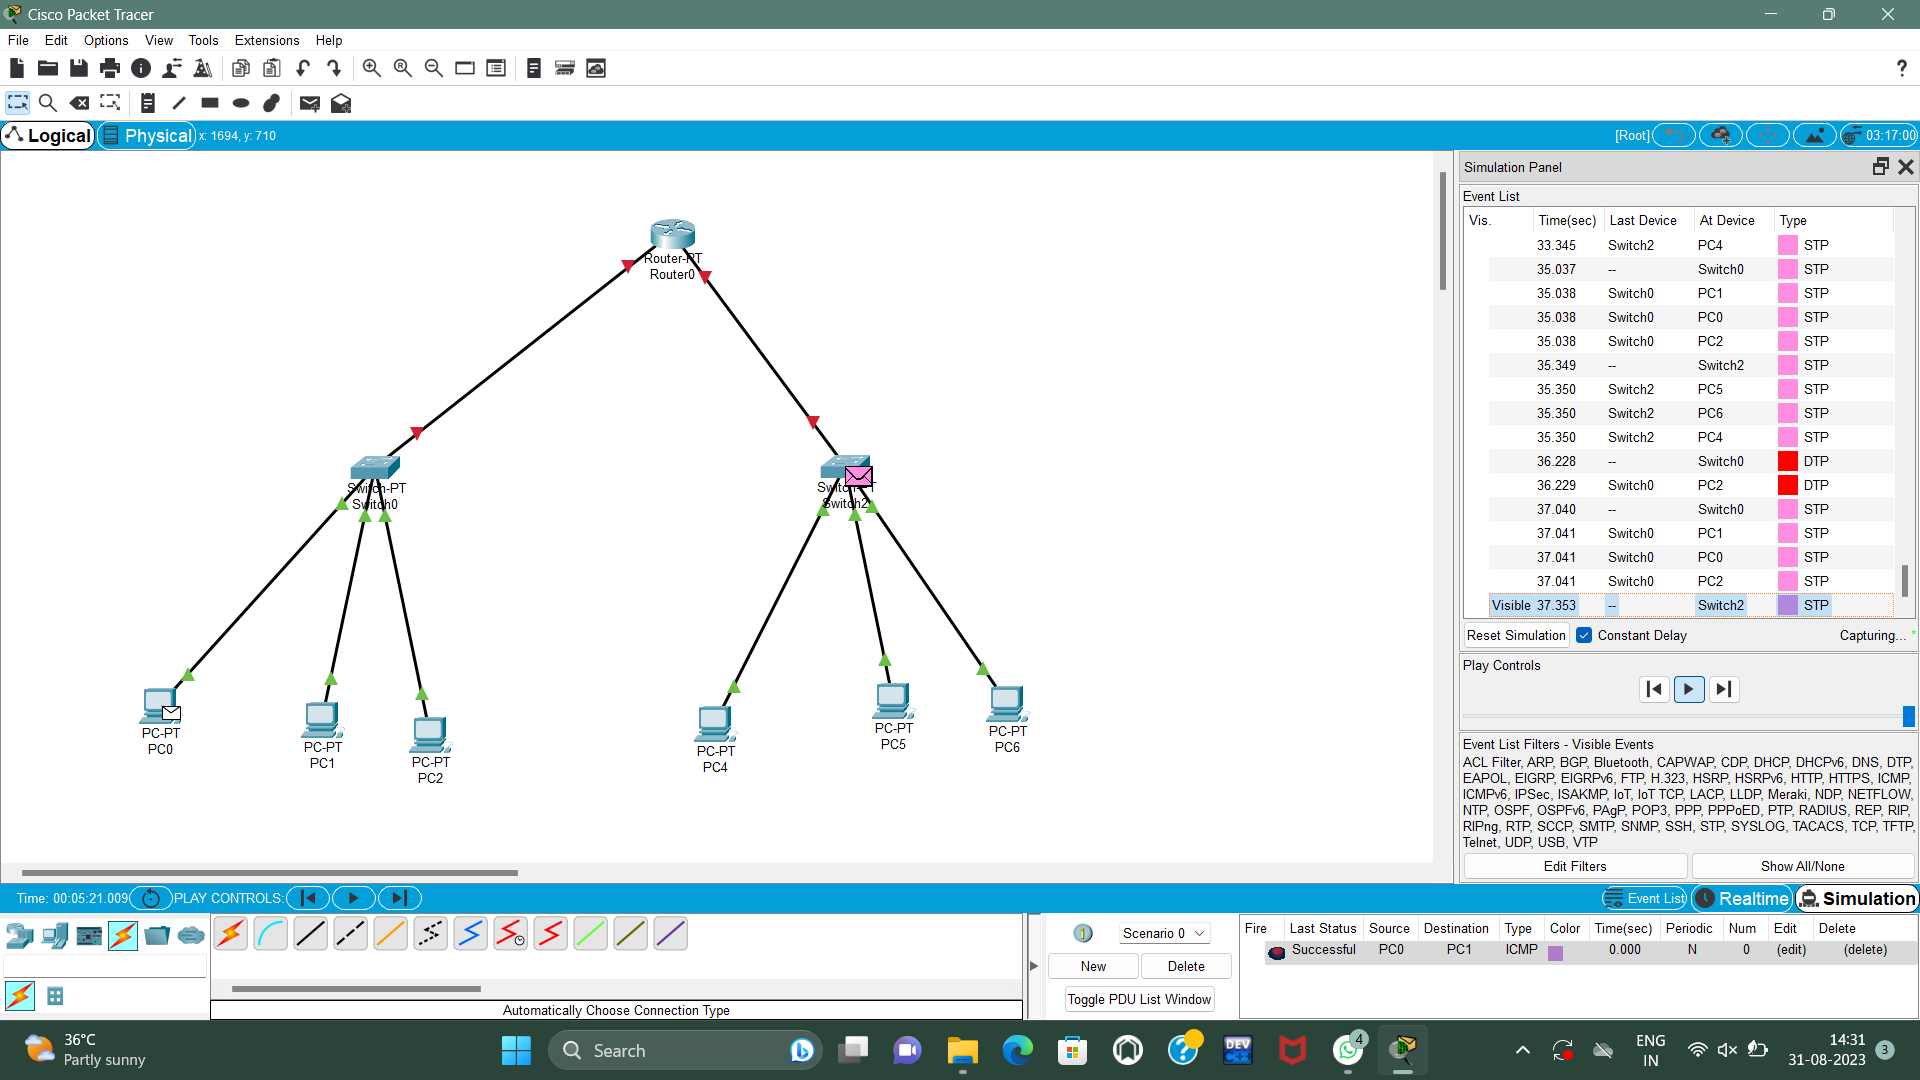 Cisco Packet Tracer
File Edit Options View Tools Extensions Help
?
Logical Physical x: 1694, y: 710 [Root] 03:17:00
Router-PT
Router0
Switch-PT
Switch0
Switch2
PC-PT
PC0
PC-PT
PC1
PC-PT
PC2
PC-PT
PC4
PC-PT
PC5
PC-PT
PC6
Simulation Panel
Event List
Vis. Time(sec) Last Device At Device Type
33.345 Switch2 PC4 STP
35.037 -- Switch0 STP
35.038 Switch0 PC1 STP
35.038 Switch0 PC0 STP
35.038 Switch0 PC2 STP
35.349 -- Switch2 STP
35.350 Switch2 PC5 STP
35.350 Switch2 PC6 STP
35.350 Switch2 PC4 STP
36.228 -- Switch0 DTP
36.229 Switch0 PC2 DTP
37.040 -- Switch0 STP
37.041 Switch0 PC1 STP
37.041 Switch0 PC0 STP
37.041 Switch0 PC2 STP
Visible 37.353 -- Switch2 STP
Reset Simulation Constant Delay Capturing... *
Play Controls
Event List Filters - Visible Events
ACL Filter, ARP, BGP, Bluetooth, CAPWAP, CDP, DHCP, DHCPv6, DNS, DTP,
EAPOL, EIGRP, EIGRPv6, FTP, H.323, HSRP, HSRPv6, HTTP, HTTPS, ICMP,
ICMPv6, IPSec, ISAKMP, IoT, IoT TCP, LACP, LLDP, Meraki, NDP, NETFLOW,
NTP, OSPF, OSPFv6, PAgP, POP3, PPP, PPPoED, PTP, RADIUS, REP, RIP,
RIPng, RTP, SCCP, SMTP, SNMP, SSH, STP, SYSLOG, TACACS, TCP, TFTP,
Telnet, UDP, USB, VTP
Edit Filters Show All/None
Time: 00:05:21.009 PLAY CONTROLS: Event List Realtime Simulation
Scenario 0
New Delete
Toggle PDU List Window
Fire Last Status Source Destination Type Color Time(sec) Periodic Num Edit Delete
Successful PC0 PC1 ICMP 0.000 N 0 (edit) (delete)
Automatically Choose Connection Type
36°C
Partly sunny
Search
DEV
4
ENG
IN
14:31
31-08-2023
3